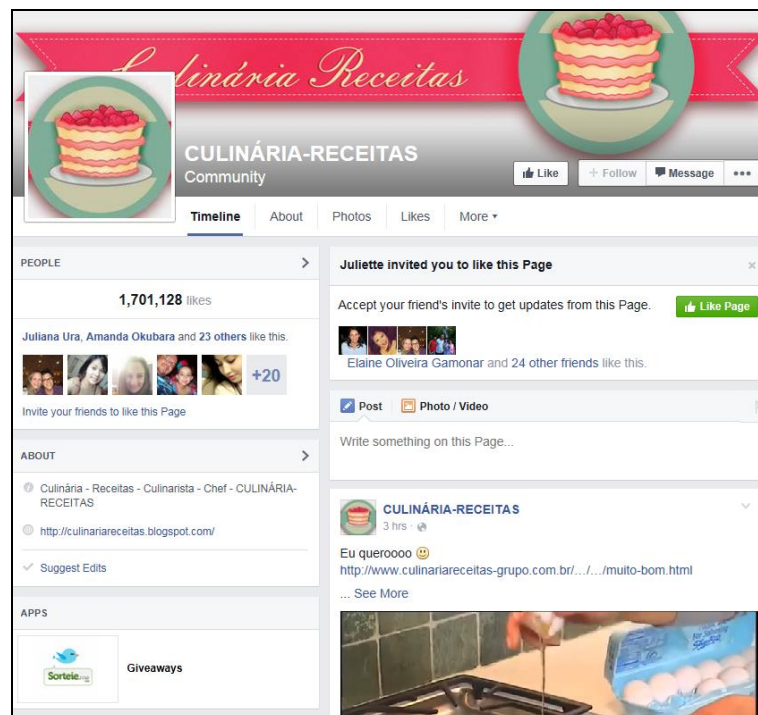 Culinária Receitas
CULINÁRIA-RECEITAS
Community
Like
+ Follow
Message
Timeline
About
Photos
Likes
More
PEOPLE
1,701,128 likes
Juliana Ura, Amanda Okubara and 23 others like this.
+20
Invite your friends to like this Page
ABOUT
Culinária - Receitas - Culinarista - Chef - CULINÁRIA-
RECEITAS
http://culinariareceitas.blogspot.com/
Suggest Edits
APPS
Sorteie.me
Giveaways
Juliette invited you to like this Page
Accept your friend's invite to get updates from this Page.
Like Page
Elaine Oliveira Gamonar and 24 other friends like this.
Post
Photo / Video
Write something on this Page...
CULINÁRIA-RECEITAS
3 hrs ·
Eu queroooo
http://www.culinariareceitas-grupo.com.br/.../.../muito-bom.html
... See More